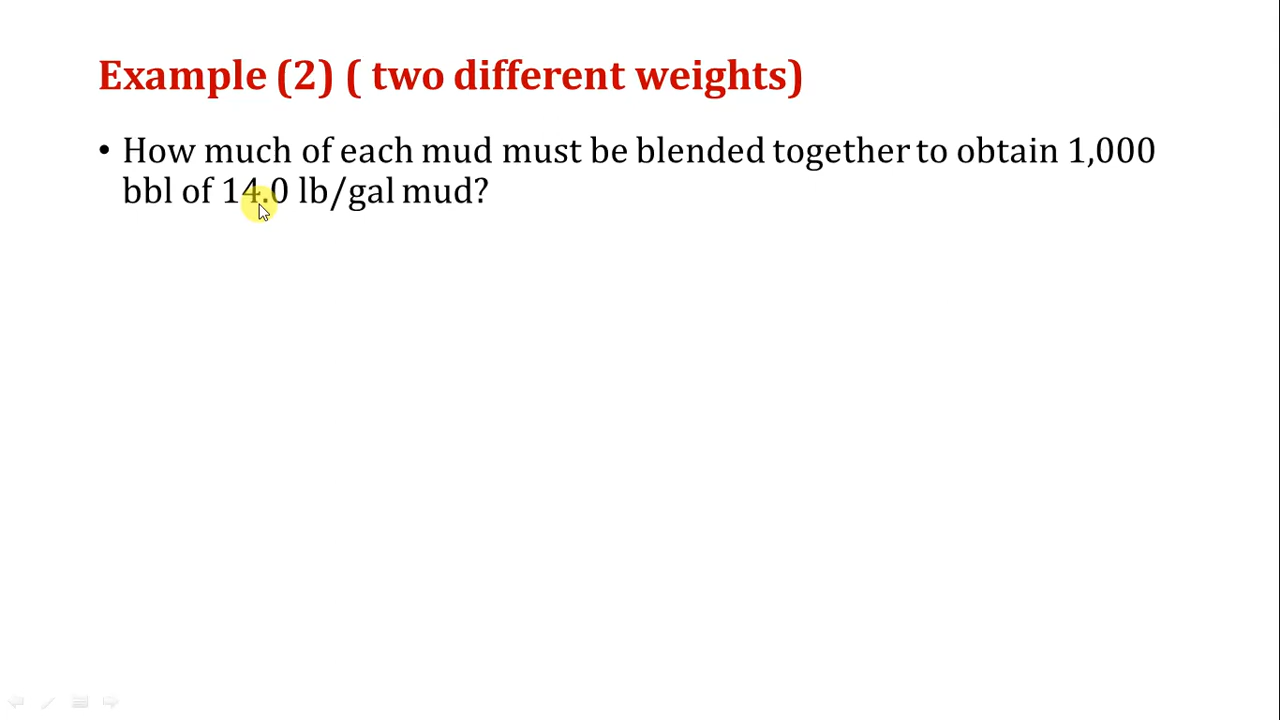 Example (2) ( two different weights)
• How much of each mud must be blended together to obtain 1,000
bbl of 14.0 lb/gal mud?